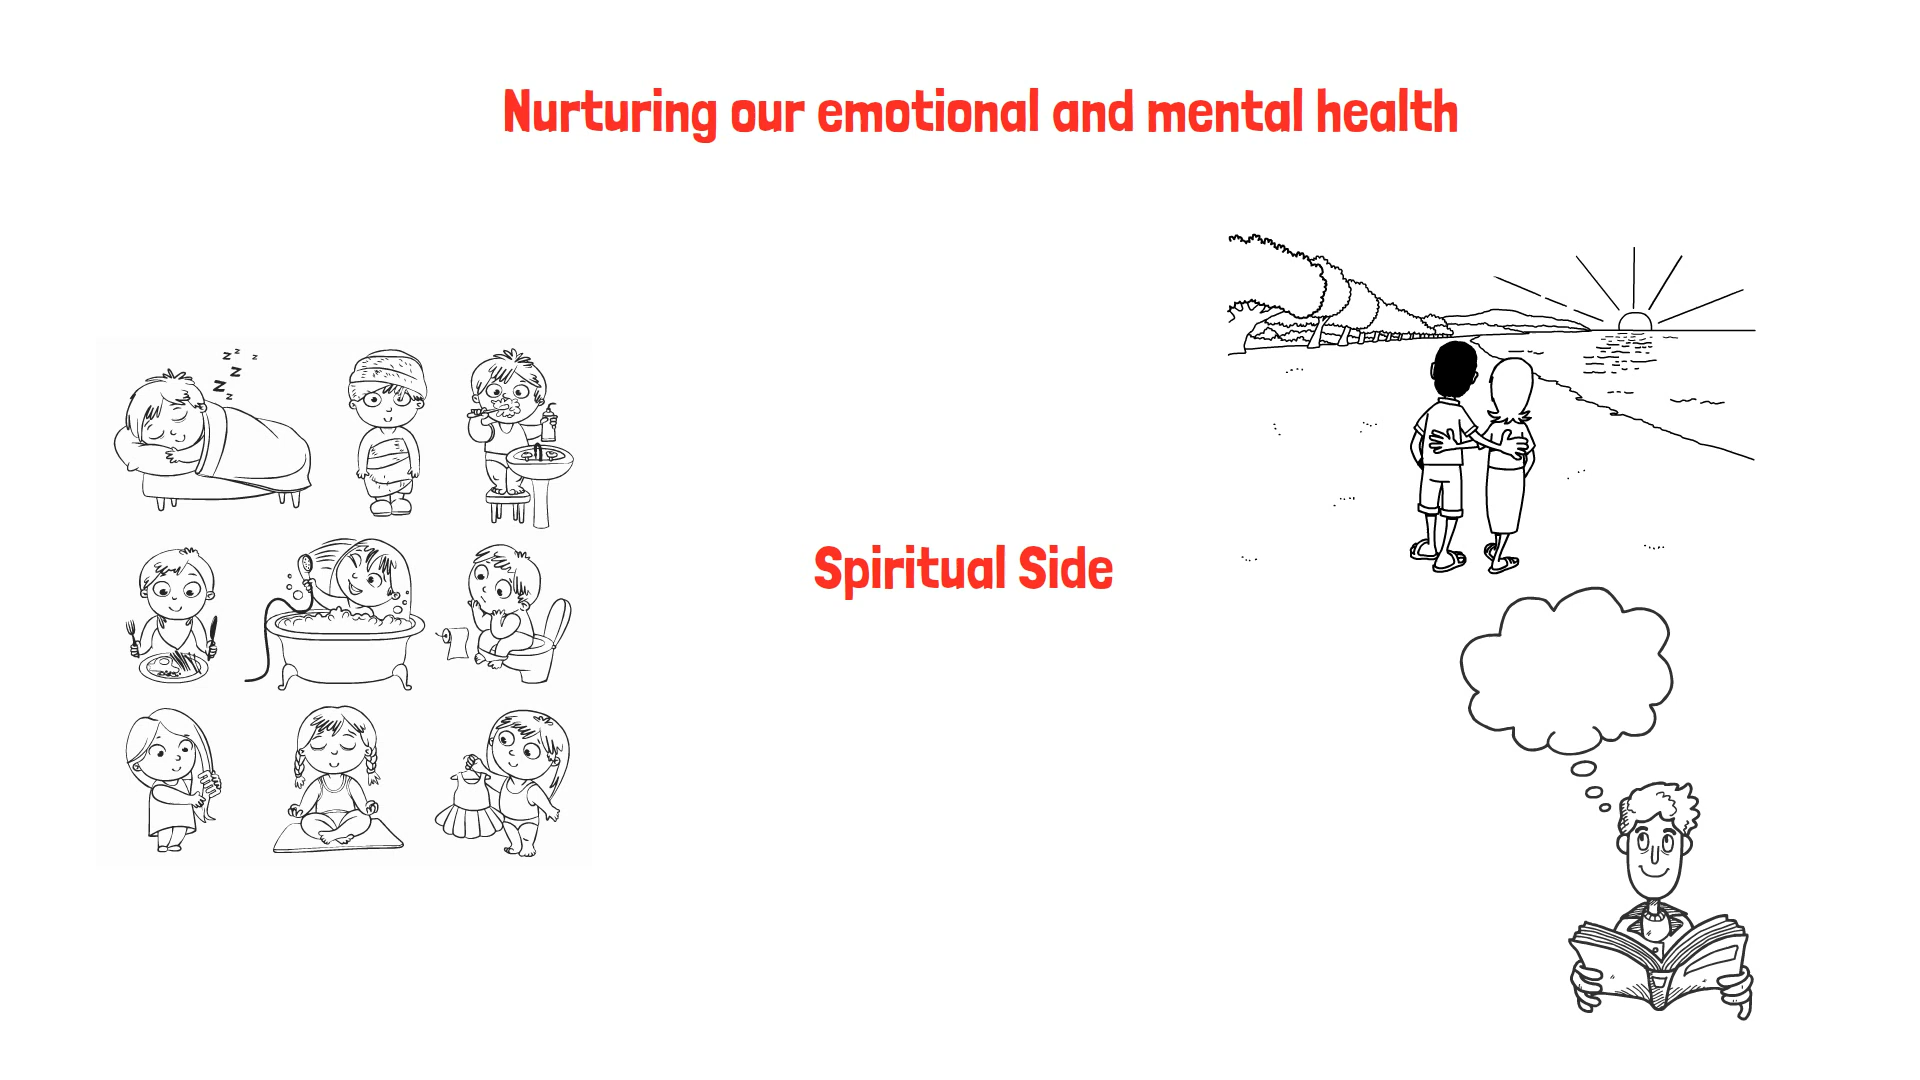 Nurturing our emotional and mental health
z z z
z
z
z
Spiritual Side